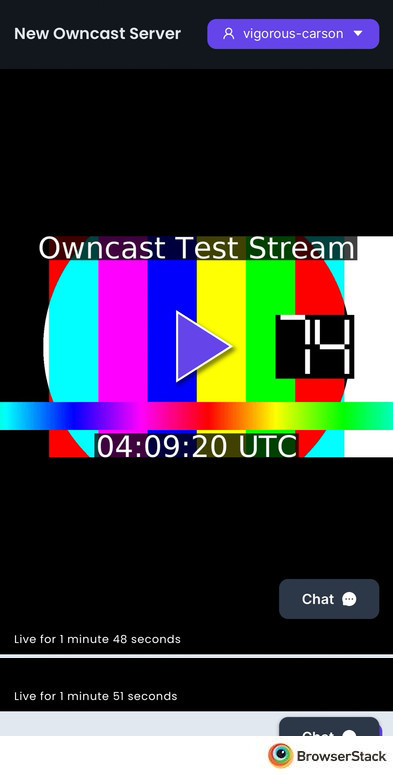 New Owncast Server
vigorous-carson
Owncast Test Stream
74
04:09:20 UTC
Chat
Live for 1 minute 48 seconds
Live for 1 minute 51 seconds
Chat
BrowserStack